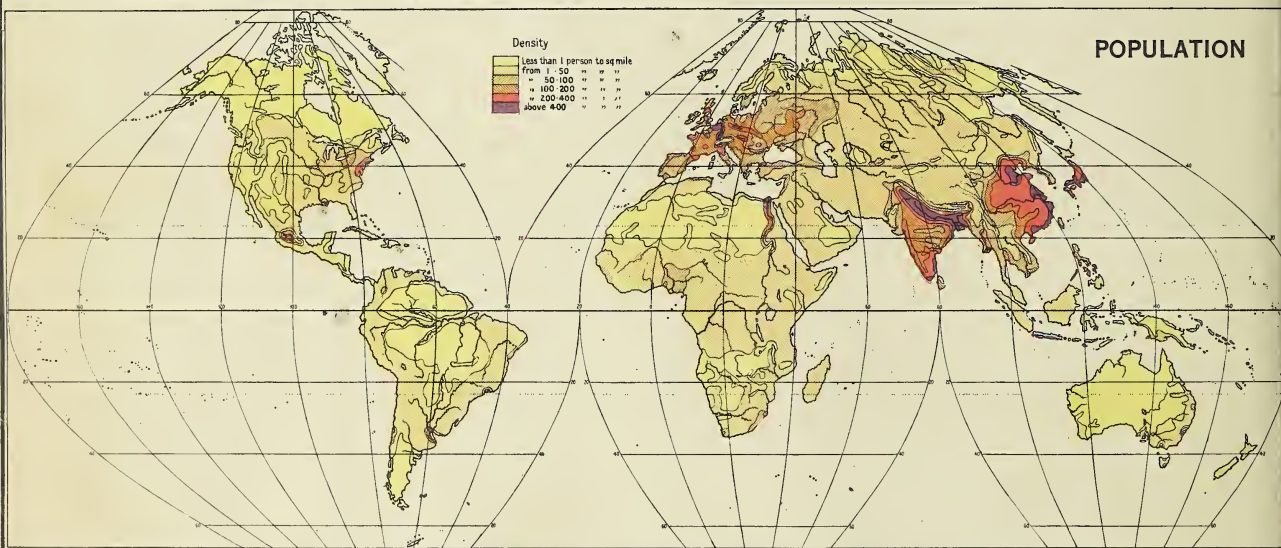 POPULATION
Density
Less than 1 person to sq mile
from 1-50 " " "
" 50-100 " " "
" 100-200 " " "
" 200-400 " " "
above 400 " " "